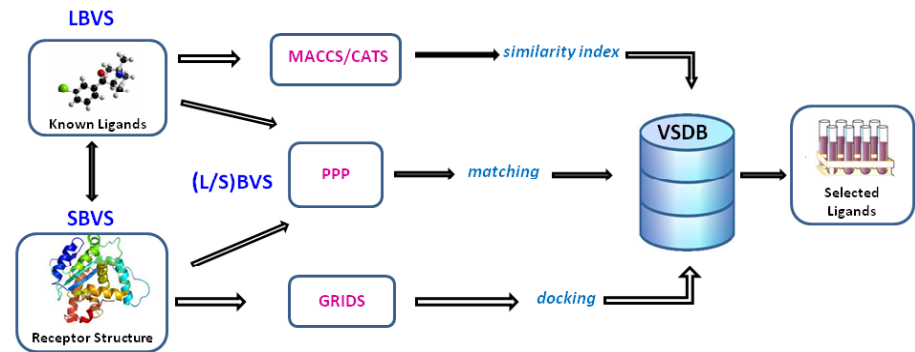 LBVS
Known Ligands
MACCS/CATS
similarity index
(L/S)BVS
PPP
matching
SBVS
Receptor Structure
GRIDS
docking
VSDB
Selected
Ligands